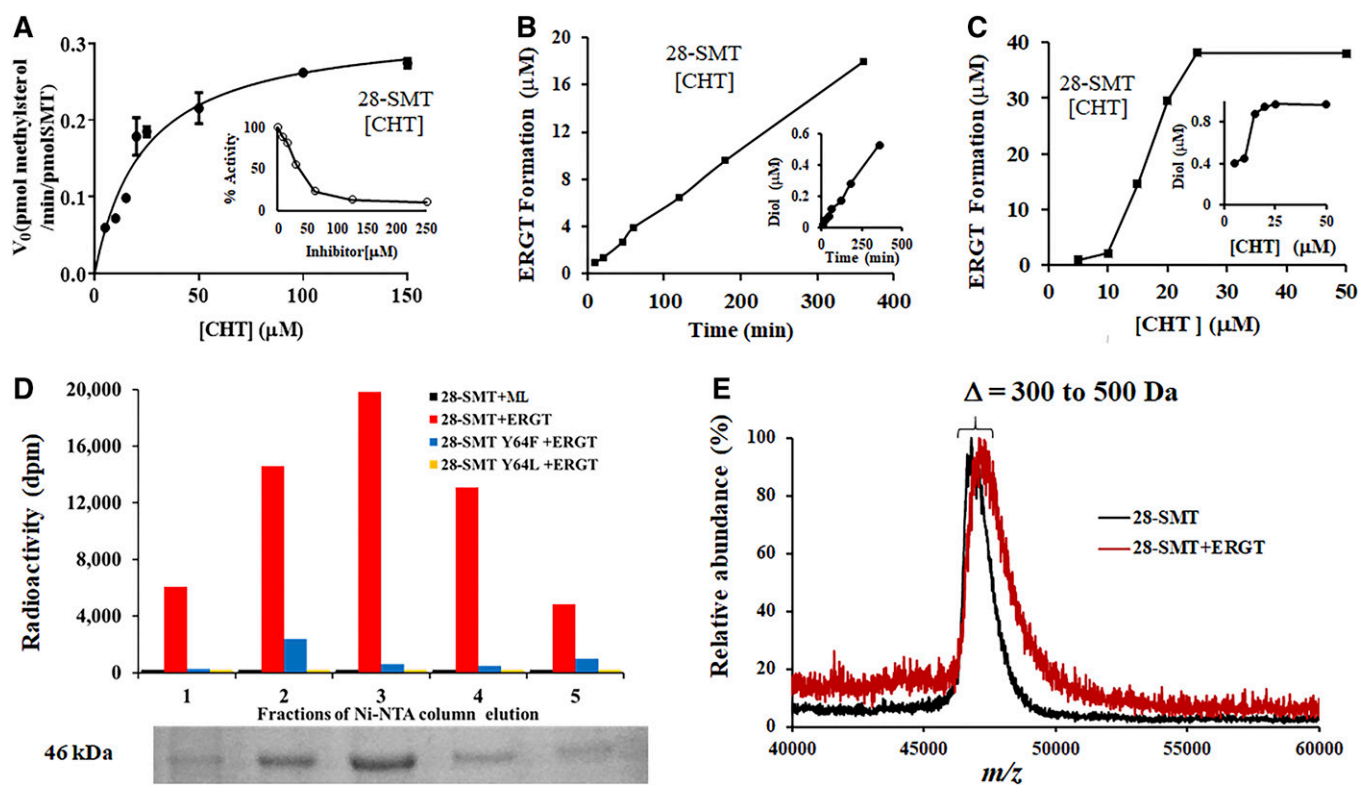 A
V₀(pmol methylsterol
/min/pmolSMT)
0.3
0.2
0.1
0.0
0
50
100
150
[CHT] (µM)
28-SMT
[CHT]
% Activity
100
50
0
0 50 100 150 200 250
Inhibitor[µM]
B
ERGT Formation (µM)
20
16
12
8
4
0
0
100
200
300
400
Time (min)
28-SMT
[CHT]
Diol (µM)
0.6
0.4
0.2
0
0
500
Time (min)
C
ERGT Formation (µM)
40
30
20
10
0
0
10
20
30
40
50
[CHT ] (µM)
28-SMT
[CHT]
Diol (µM)
0.8
0.4
0
0
25
50
[CHT] (µM)
D
Radioactivity (dpm)
20,000
16,000
12,000
8,000
4,000
0
28-SMT+ML
28-SMT+ERGT
28-SMT Y64F +ERGT
28-SMT Y64L +ERGT
1
2
3
4
5
Fractions of Ni-NTA column elution
46 kDa
E
Δ = 300 to 500 Da
Relative abundance (%)
100
80
60
40
20
0
28-SMT
28-SMT+ERGT
40000
45000
50000
55000
60000
m/z